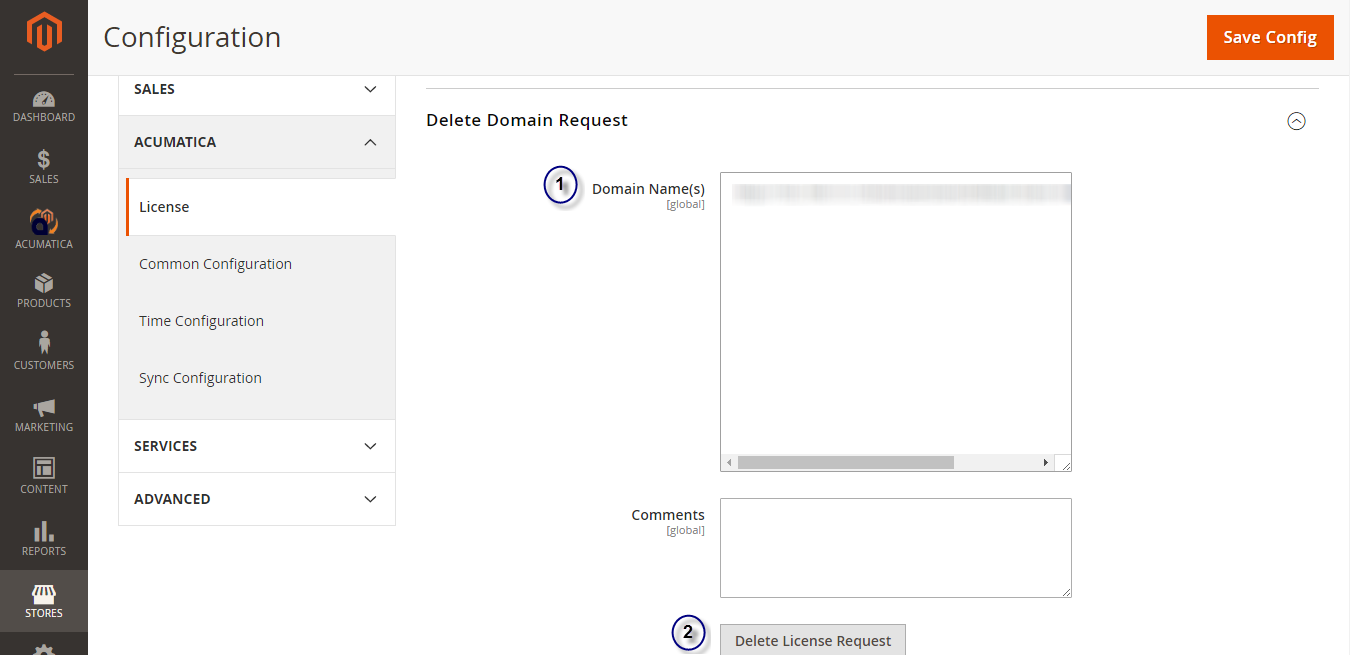 Configuration
Save Config
DASHBOARD
SALES
ACUMATICA
PRODUCTS
CUSTOMERS
MARKETING
CONTENT
REPORTS
STORES
SALES
ACUMATICA
License
Common Configuration
Time Configuration
Sync Configuration
SERVICES
ADVANCED
Delete Domain Request
1
Domain Name(s)
[global]
Comments
[global]
2
Delete License Request